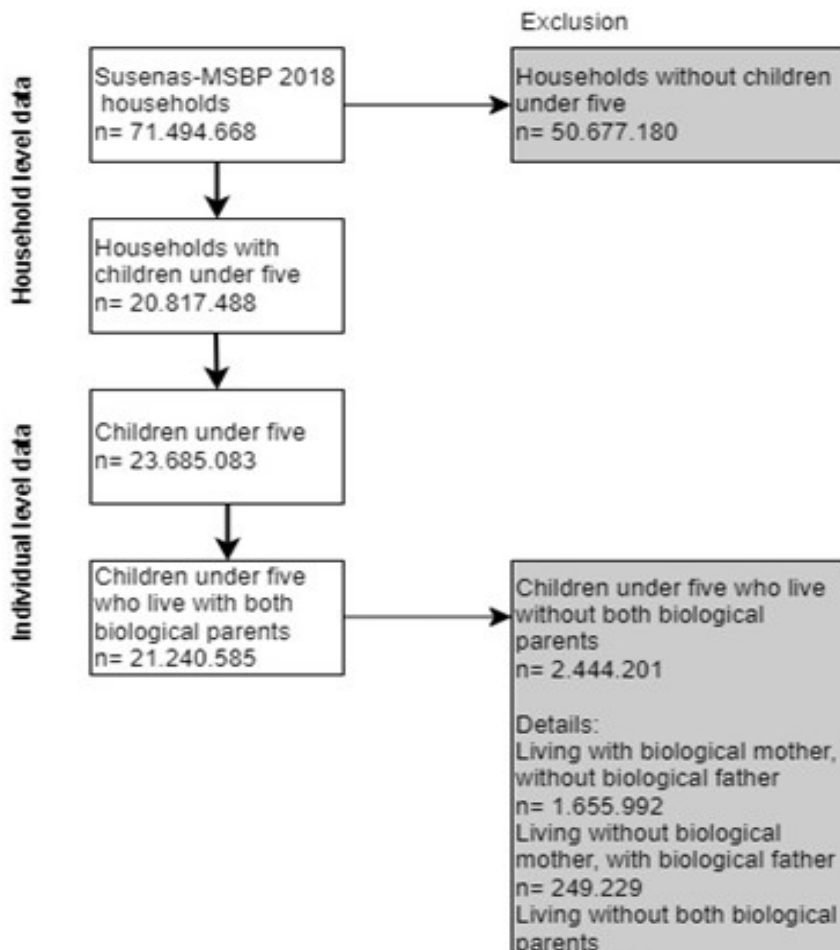 Exclusion
Household level data
Susenas-MSBP 2018
households
n= 71.494.668
Households without children
under five
n= 50.677.180
Households with
children under five
n= 20.817.488
Individual level data
Children under five
n= 23.685.083
Children under five
who live with both
biological parents
n= 21.240.585
Children under five who live
without both biological
parents
n= 2.444.201
Details:
Living with biological mother,
without biological father
n= 1.655.992
Living without biological
mother, with biological father
n= 249.229
Living without both biological
parents